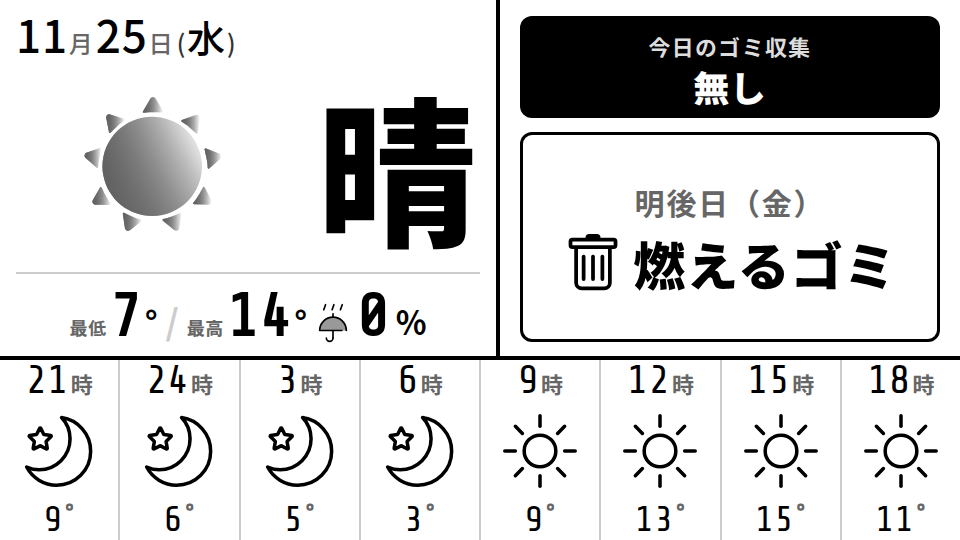 11月25日(水)
晴
最低 7° / 最高 14° 0%
今日のゴミ収集
無し
明後日（金）
燃えるゴミ
21時 24時 3時 6時 9時 12時 15時 18時
9° 6° 5° 3° 9° 13° 15° 11°